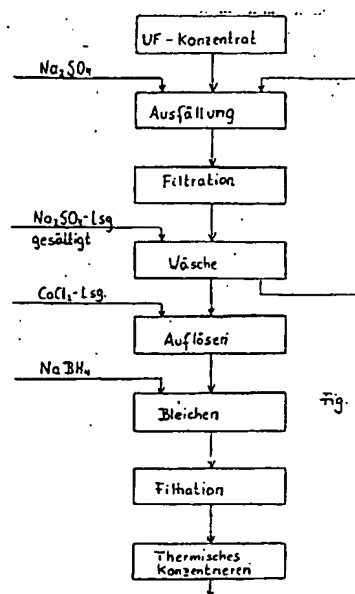 UF-Konzentrat
Na₂SO₄
Ausfällung
Filtration
Na₂SO₄-Lsg
gesättigt
Wäsche
CaCl₂-Lsg.
Auflösen
NaBH₄
Bleichen
Fig.
Filtration
Thermisches
Konzentrieren